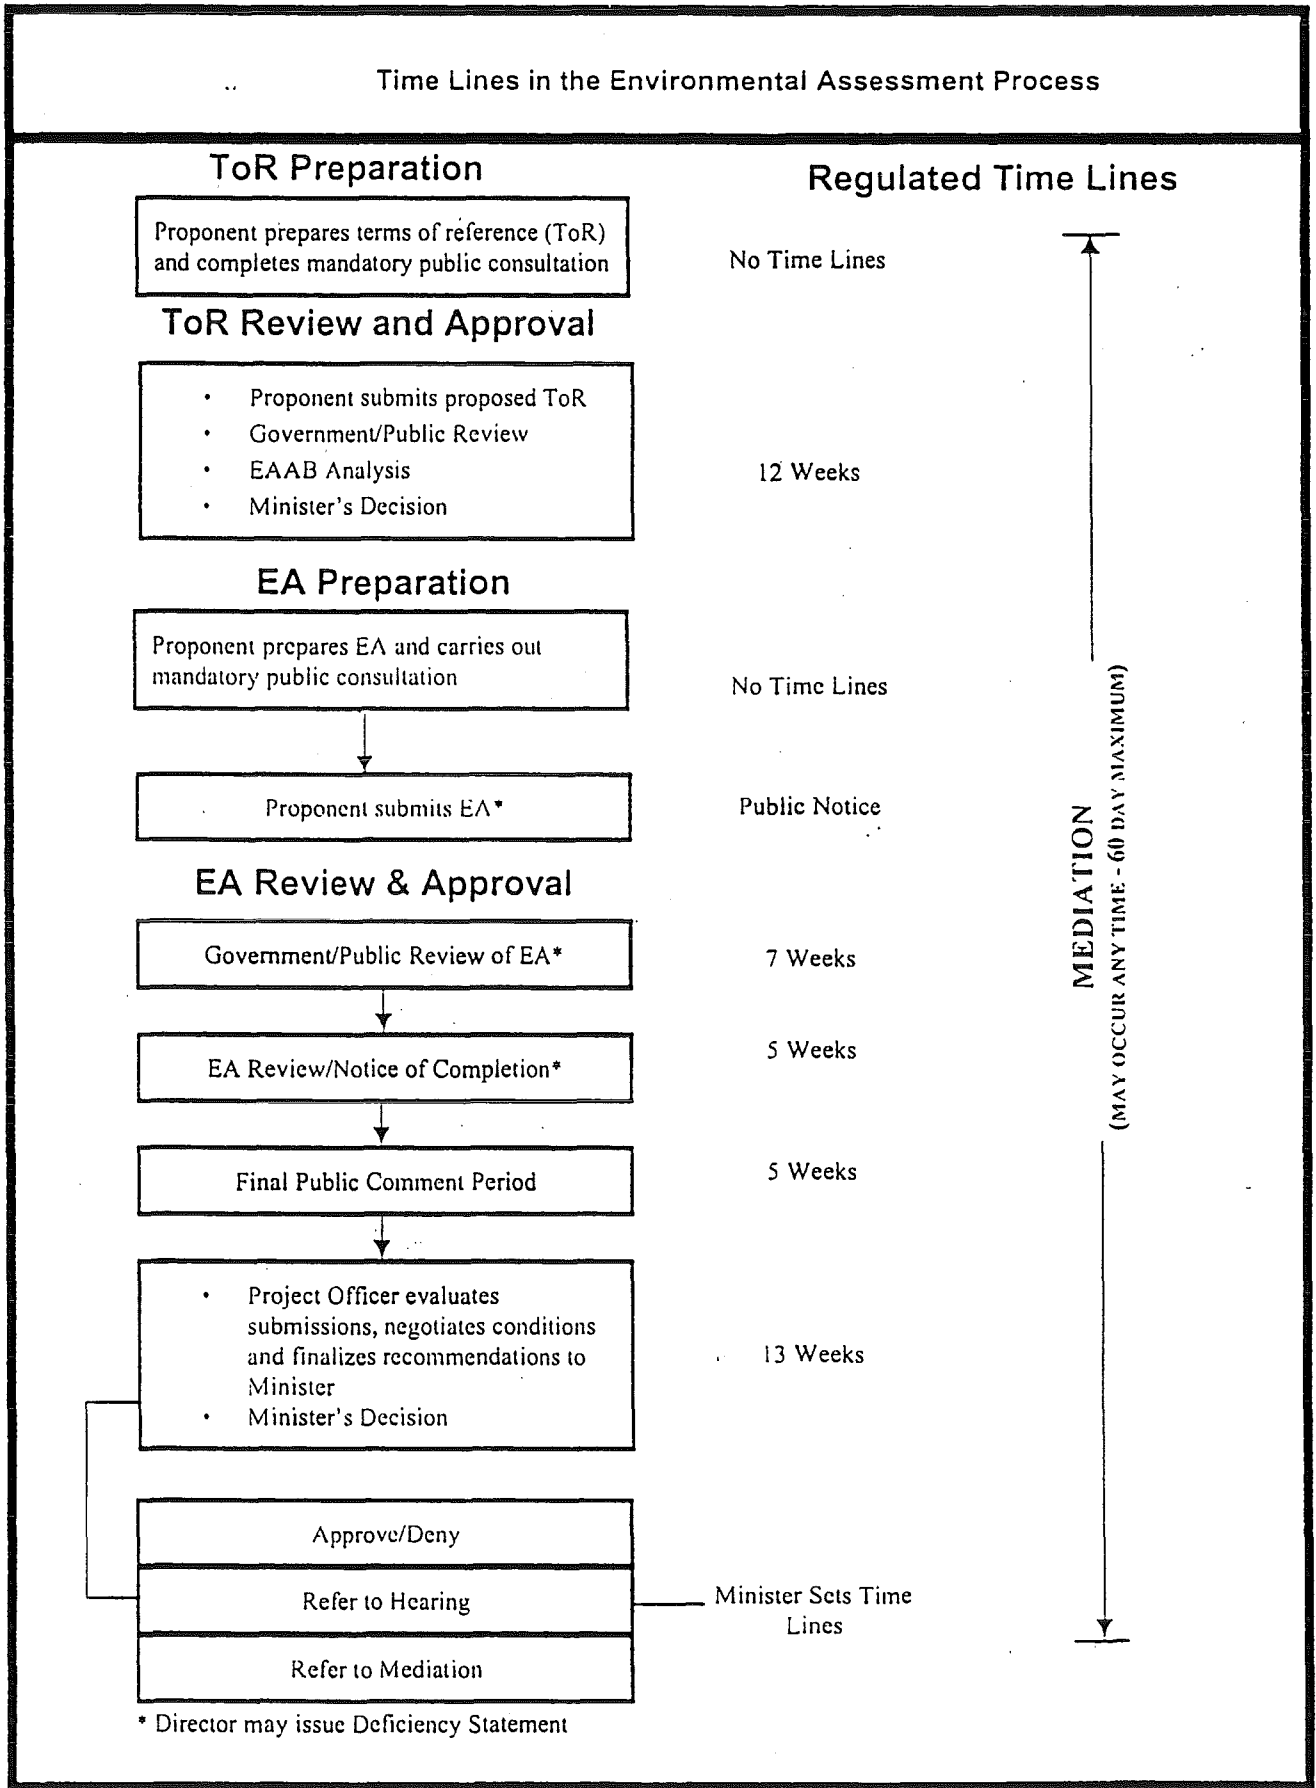 Time Lines in the Environmental Assessment Process
ToR Preparation
Regulated Time Lines
Proponent prepares terms of reference (ToR)
and completes mandatory public consultation
No Time Lines
ToR Review and Approval
• Proponent submits proposed ToR
• Government/Public Review
• EAAB Analysis
• Minister's Decision
12 Weeks
EA Preparation
Proponent prepares EA and carries out
mandatory public consultation
No Time Lines
Proponent submits EA*
Public Notice
EA Review & Approval
Government/Public Review of EA*
7 Weeks
EA Review/Notice of Completion*
5 Weeks
Final Public Comment Period
5 Weeks
• Project Officer evaluates
submissions, negotiates conditions
and finalizes recommendations to
Minister
• Minister's Decision
13 Weeks
Approve/Deny
Refer to Hearing
Minister Sets Time
Lines
Refer to Mediation
* Director may issue Deficiency Statement
MEDIATION
(MAY OCCUR ANY TIME - 60 DAY MAXIMUM)